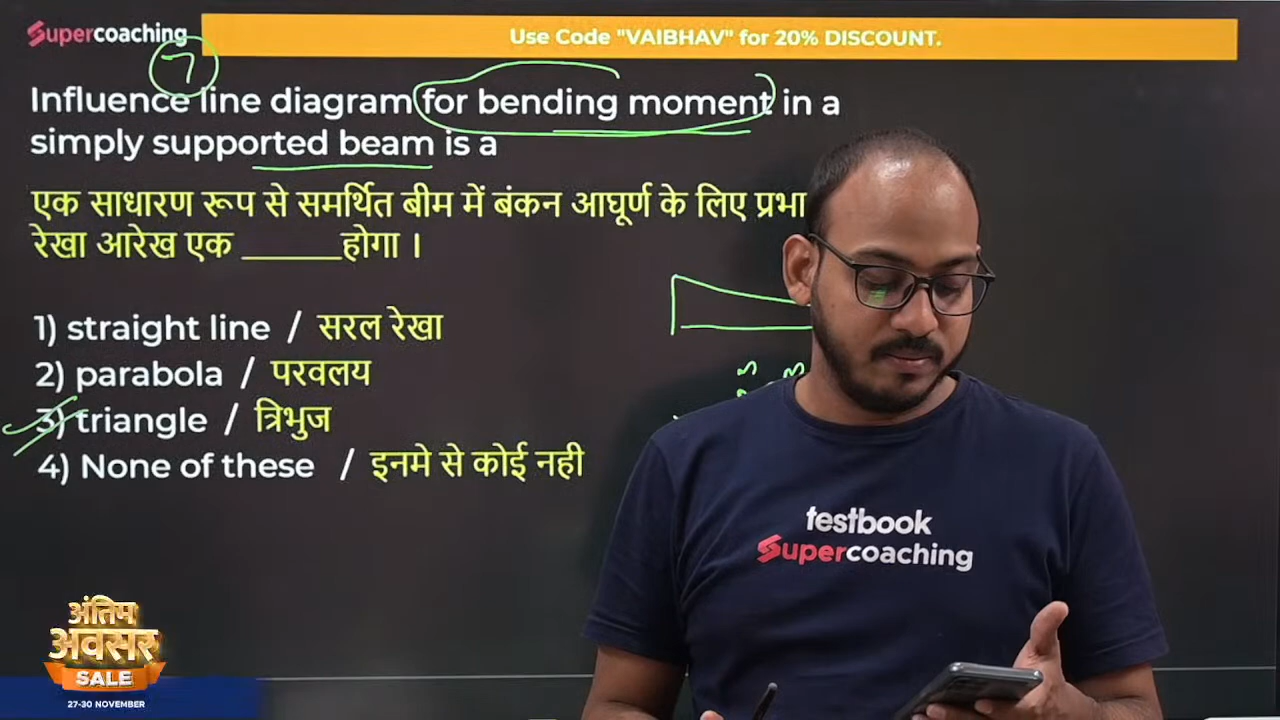 Supercoaching
Use Code "VAIBHAV" for 20% DISCOUNT.
7
Influence line diagram for bending moment in a
simply supported beam is a
एक साधारण रूप से समर्थित बीम में बंकन आघूर्ण के लिए प्रभा
रेखा आरेख एक ______होगा ।
1) straight line / सरल रेखा
2) parabola / परवलय
3) triangle / त्रिभुज
4) None of these / इनमे से कोई नही
testbook
Supercoaching
अंतिम
अवसर
SALE
27-30 NOVEMBER